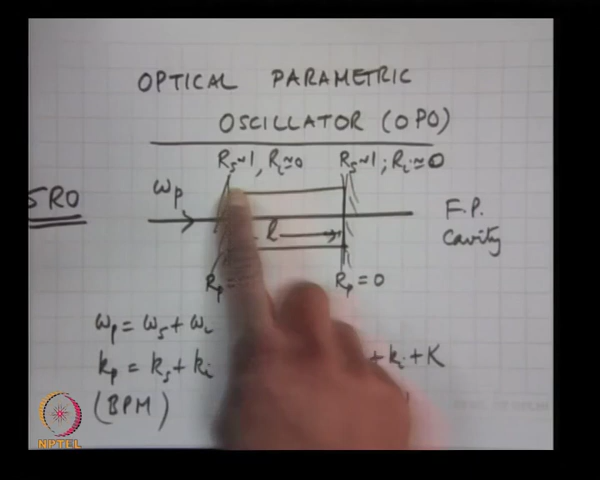 OPTICAL PARAMETRIC
OSCILLATOR (OPO)
Rs~1, Ri≃0 Rs~1; Ri≃0
SRO
ωp
F.P.
Cavity
l
Rp= Rp=0
ωp = ωs + ωi
kp = ks + ki + ki + K
(BPM)
NPTEL